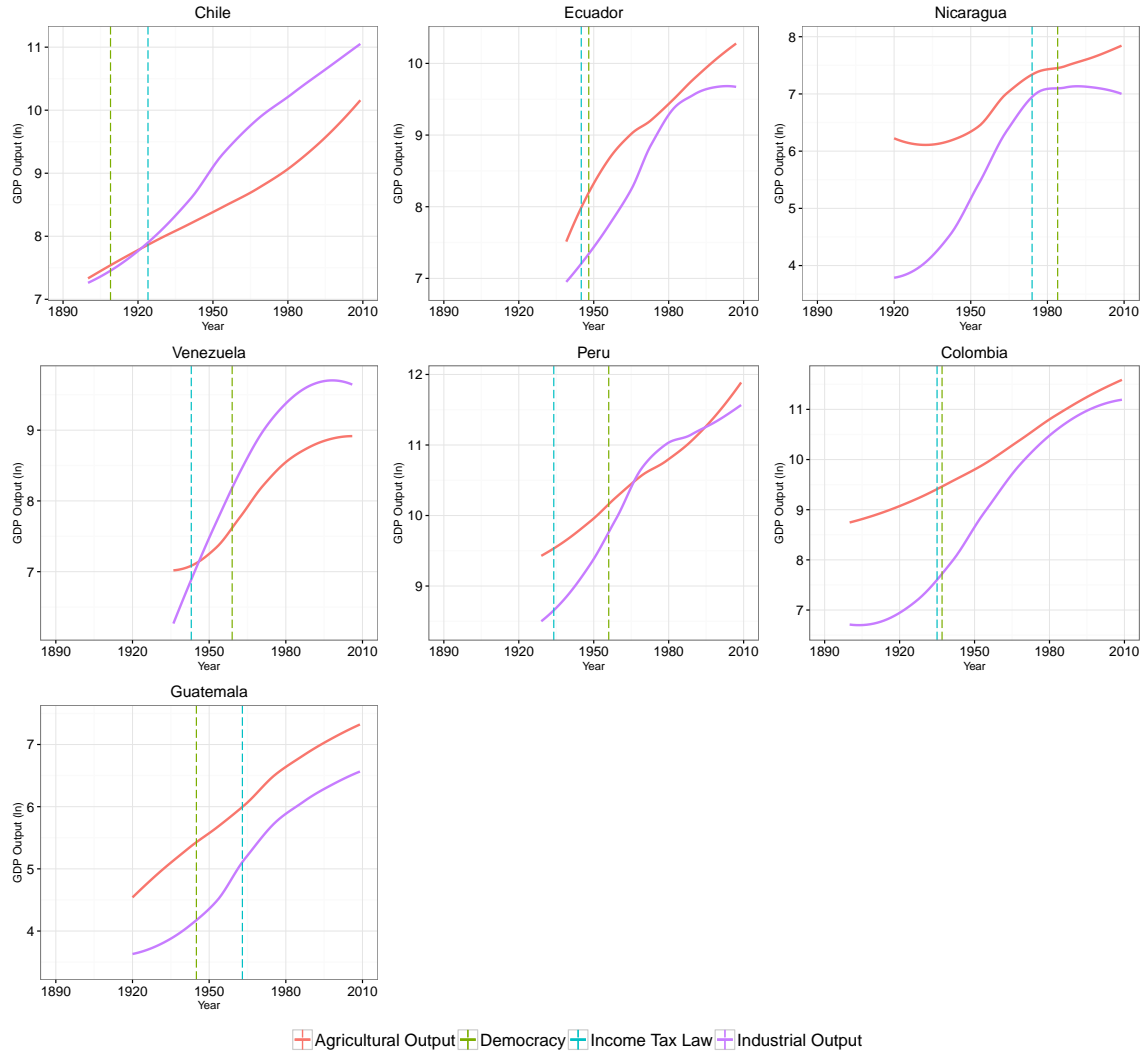 Chile
GDP Output (ln)
11
10
9
8
7
1890 1920 1950 1980 2010
Year
Ecuador
GDP Output (ln)
10
9
8
7
1890 1920 1950 1980 2010
Year
Nicaragua
GDP Output (ln)
8
7
6
5
4
1890 1920 1950 1980 2010
Year
Venezuela
GDP Output (ln)
9
8
7
1890 1920 1950 1980 2010
Year
Peru
GDP Output (ln)
12
11
10
9
1890 1920 1950 1980 2010
Year
Colombia
GDP Output (ln)
11
10
9
8
7
1890 1920 1950 1980 2010
Year
Guatemala
GDP Output (ln)
7
6
5
4
1890 1920 1950 1980 2010
Year
Agricultural Output Democracy Income Tax Law Industrial Output